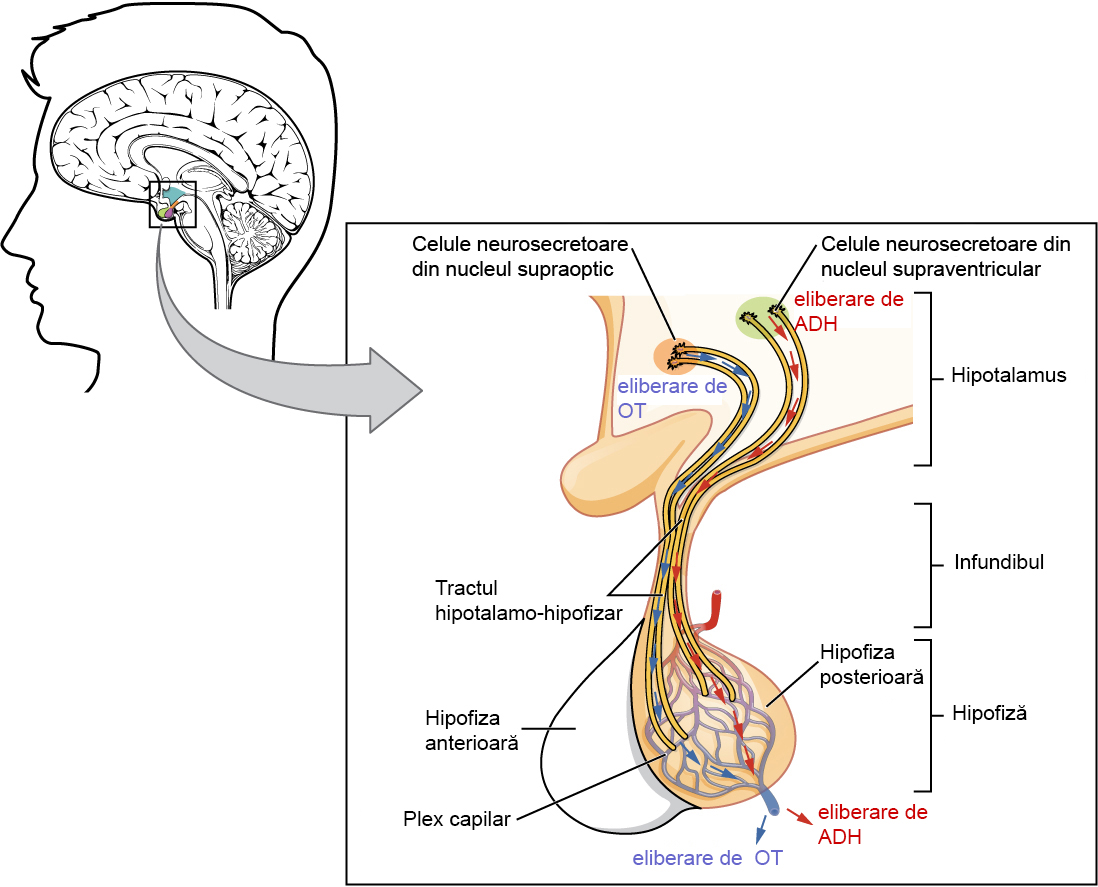 Celule neurosecretoare
din nucleul supraoptic
Celule neurosecretoare din
nucleul supraventricular
eliberare de
ADH
eliberare de
OT
Hipotalamus
Infundibul
Tractul
hipotalamo-hipofizar
Hipofiza
posterioară
Hipofiza
anterioară
Hipofiză
Plex capilar
eliberare de
ADH
eliberare de OT